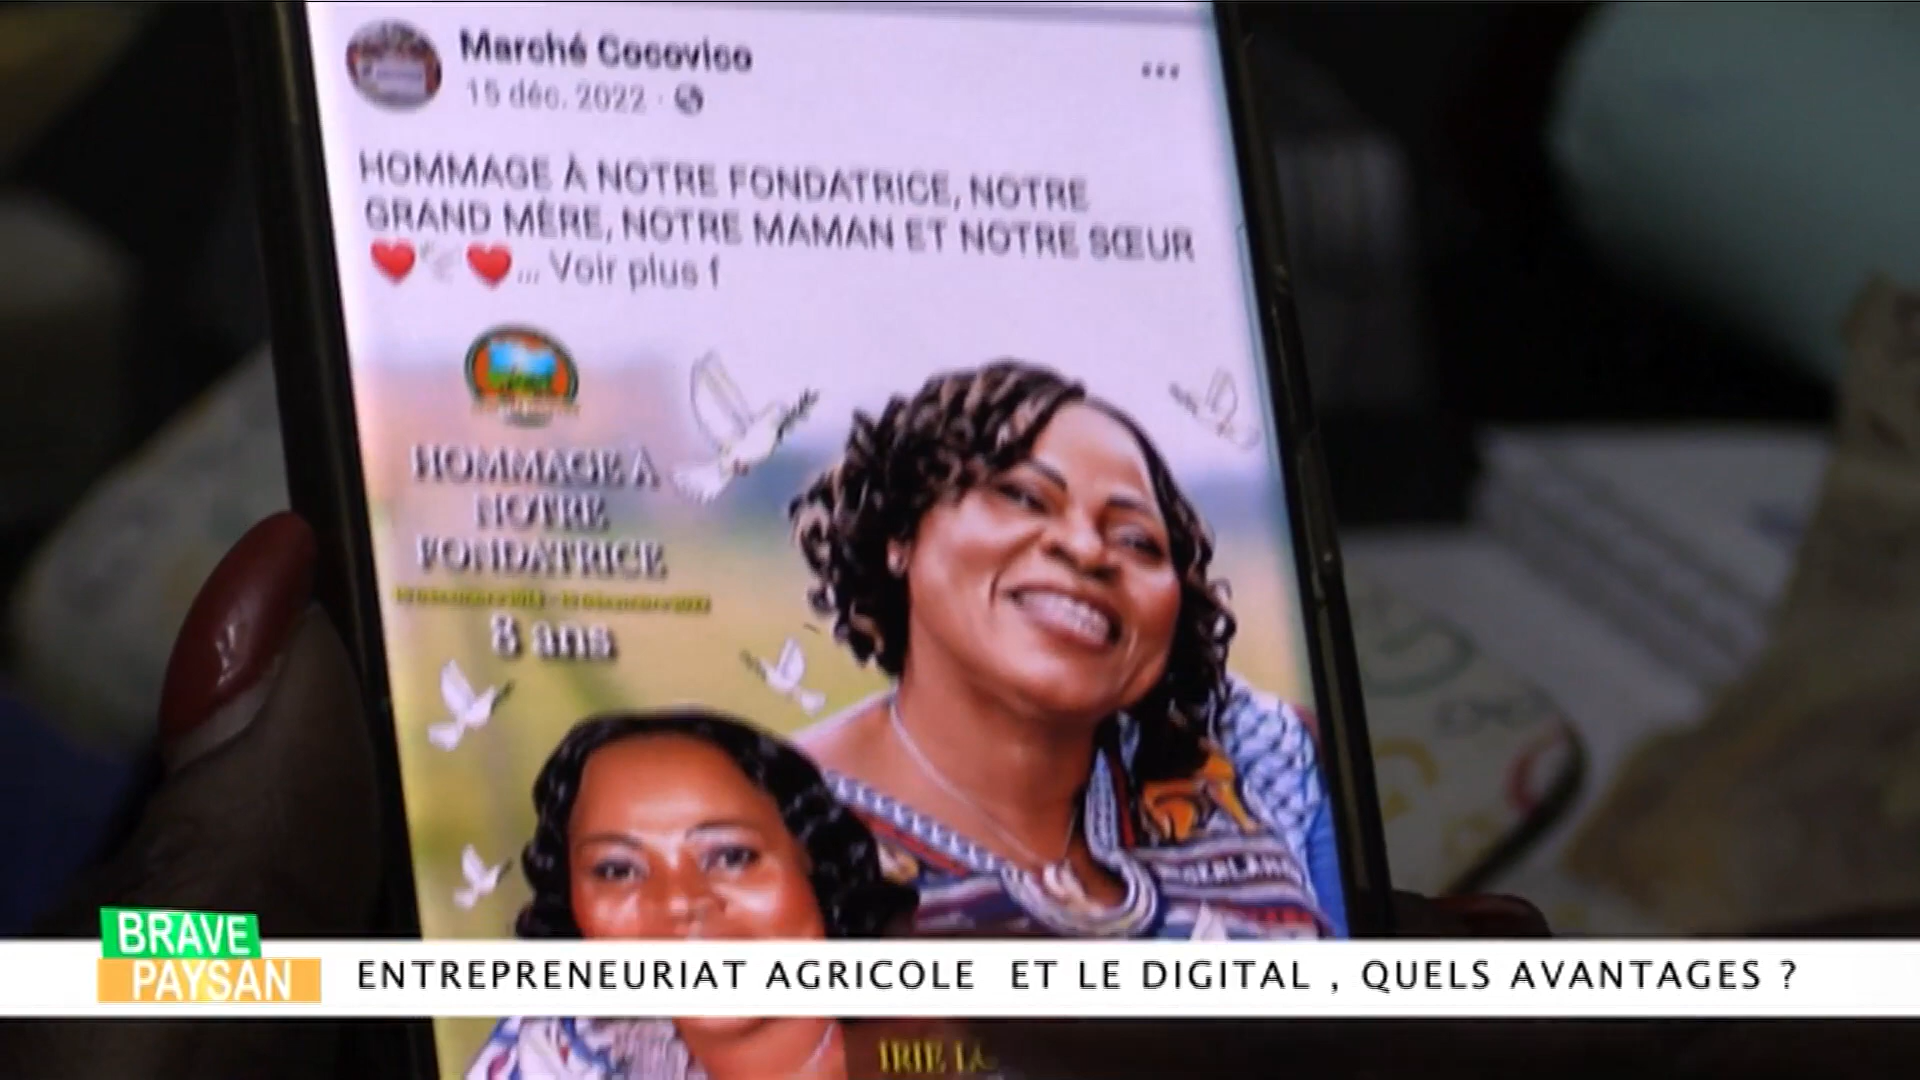 Marché Cocovico
15 déc. 2022
HOMMAGE À NOTRE FONDATRICE, NOTRE
GRAND MÈRE, NOTRE MAMAN ET NOTRE SŒUR
... Voir plus
HOMMAGE À
NOTRE
FONDATRICE
8 ans
BRAVE
PAYSAN
ENTREPRENEURIAT AGRICOLE ET LE DIGITAL , QUELS AVANTAGES ?
IRIE